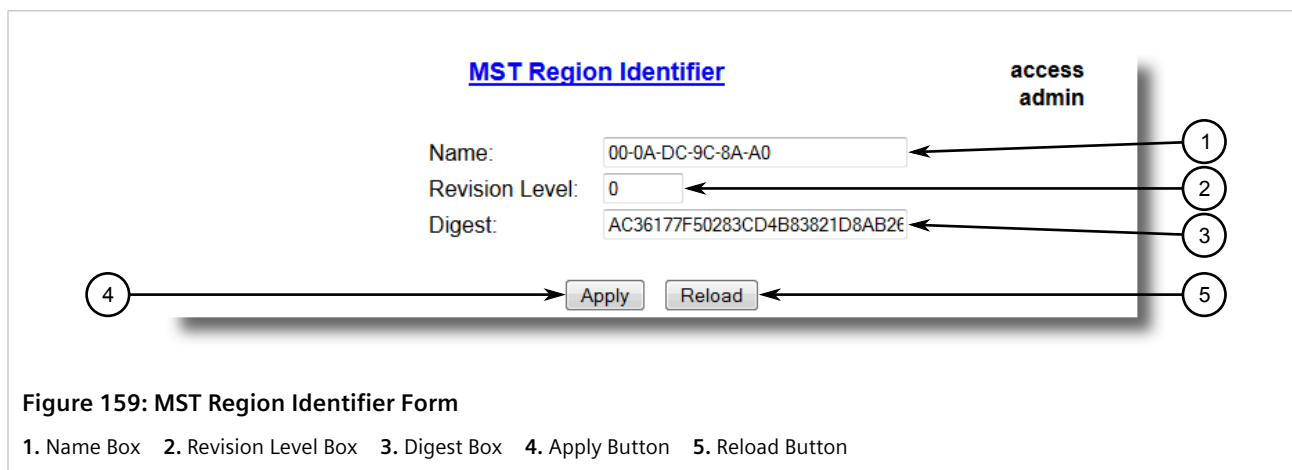 MST Region Identifier
access
admin
Name: 00-0A-DC-9C-8A-A0
1
Revision Level: 0
2
Digest: AC36177F50283CD4B83821D8AB26
3
4
Apply Reload
5
Figure 159: MST Region Identifier Form
1. Name Box 2. Revision Level Box 3. Digest Box 4. Apply Button 5. Reload Button